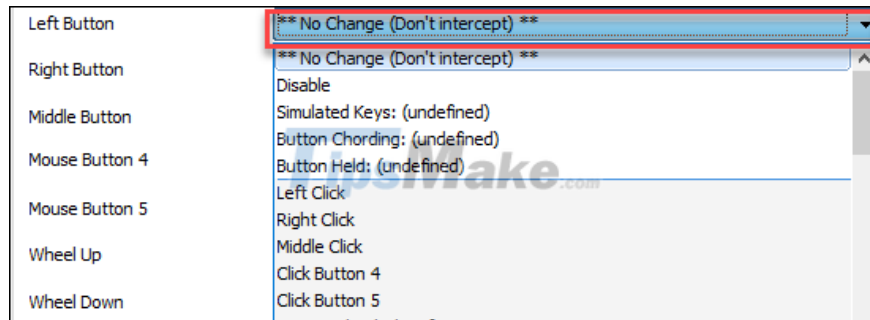 Left Button
** No Change (Don't intercept) **
Right Button
Middle Button
Mouse Button 4
Mouse Button 5
Wheel Up
Wheel Down
** No Change (Don't intercept) **
Disable
Simulated Keys: (undefined)
Button Chording: (undefined)
Button Held: (undefined)
Left Click
Right Click
Middle Click
Click Button 4
Click Button 5
TipsMake.com